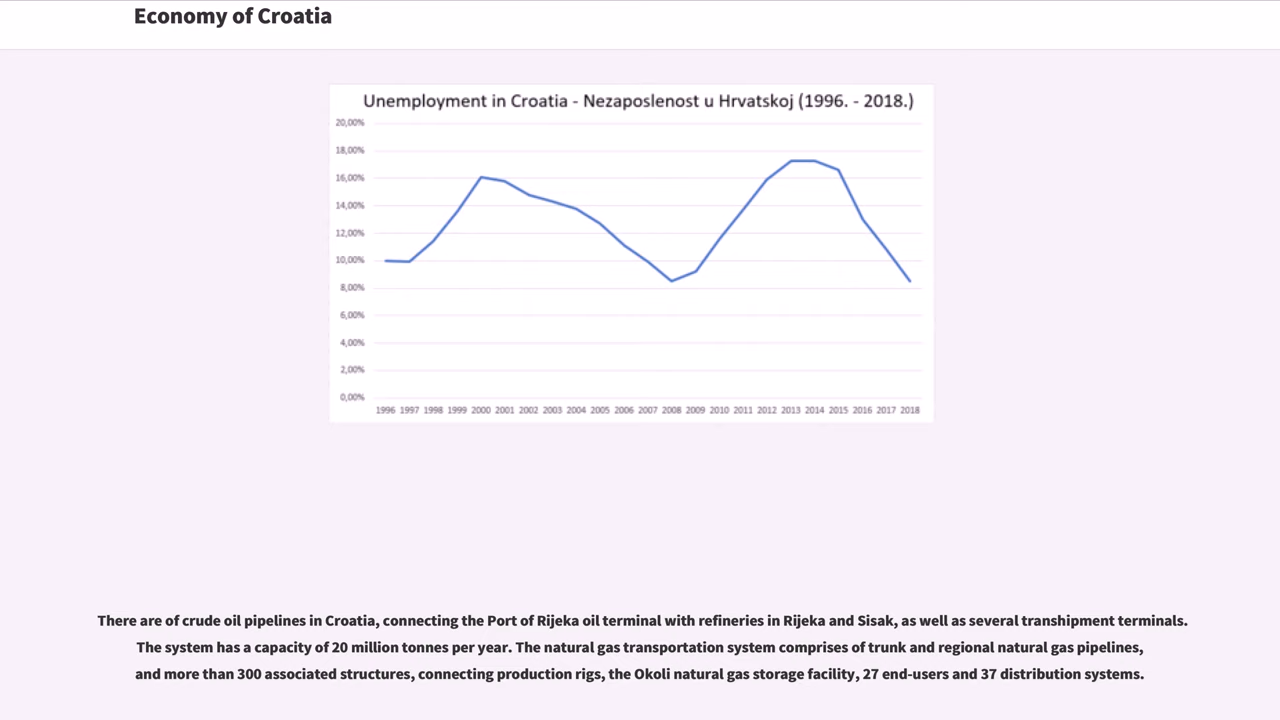 Economy of Croatia
Unemployment in Croatia - Nezaposlenost u Hrvatskoj (1996. - 2018.)
20,00%
18,00%
16,00%
14,00%
12,00%
10,00%
8,00%
6,00%
4,00%
2,00%
0,00%
1996 1997 1998 1999 2000 2001 2002 2003 2004 2005 2006 2007 2008 2009 2010 2011 2012 2013 2014 2015 2016 2017 2018
There are of crude oil pipelines in Croatia, connecting the Port of Rijeka oil terminal with refineries in Rijeka and Sisak, as well as several transhipment terminals.
The system has a capacity of 20 million tonnes per year. The natural gas transportation system comprises of trunk and regional natural gas pipelines,
and more than 300 associated structures, connecting production rigs, the Okoli natural gas storage facility, 27 end-users and 37 distribution systems.